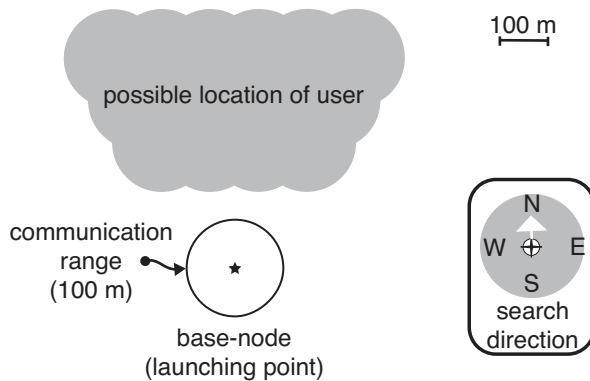 100 m
possible location of user
communication
range
(100 m)
base-node
(launching point)
N
W
E
S
search
direction